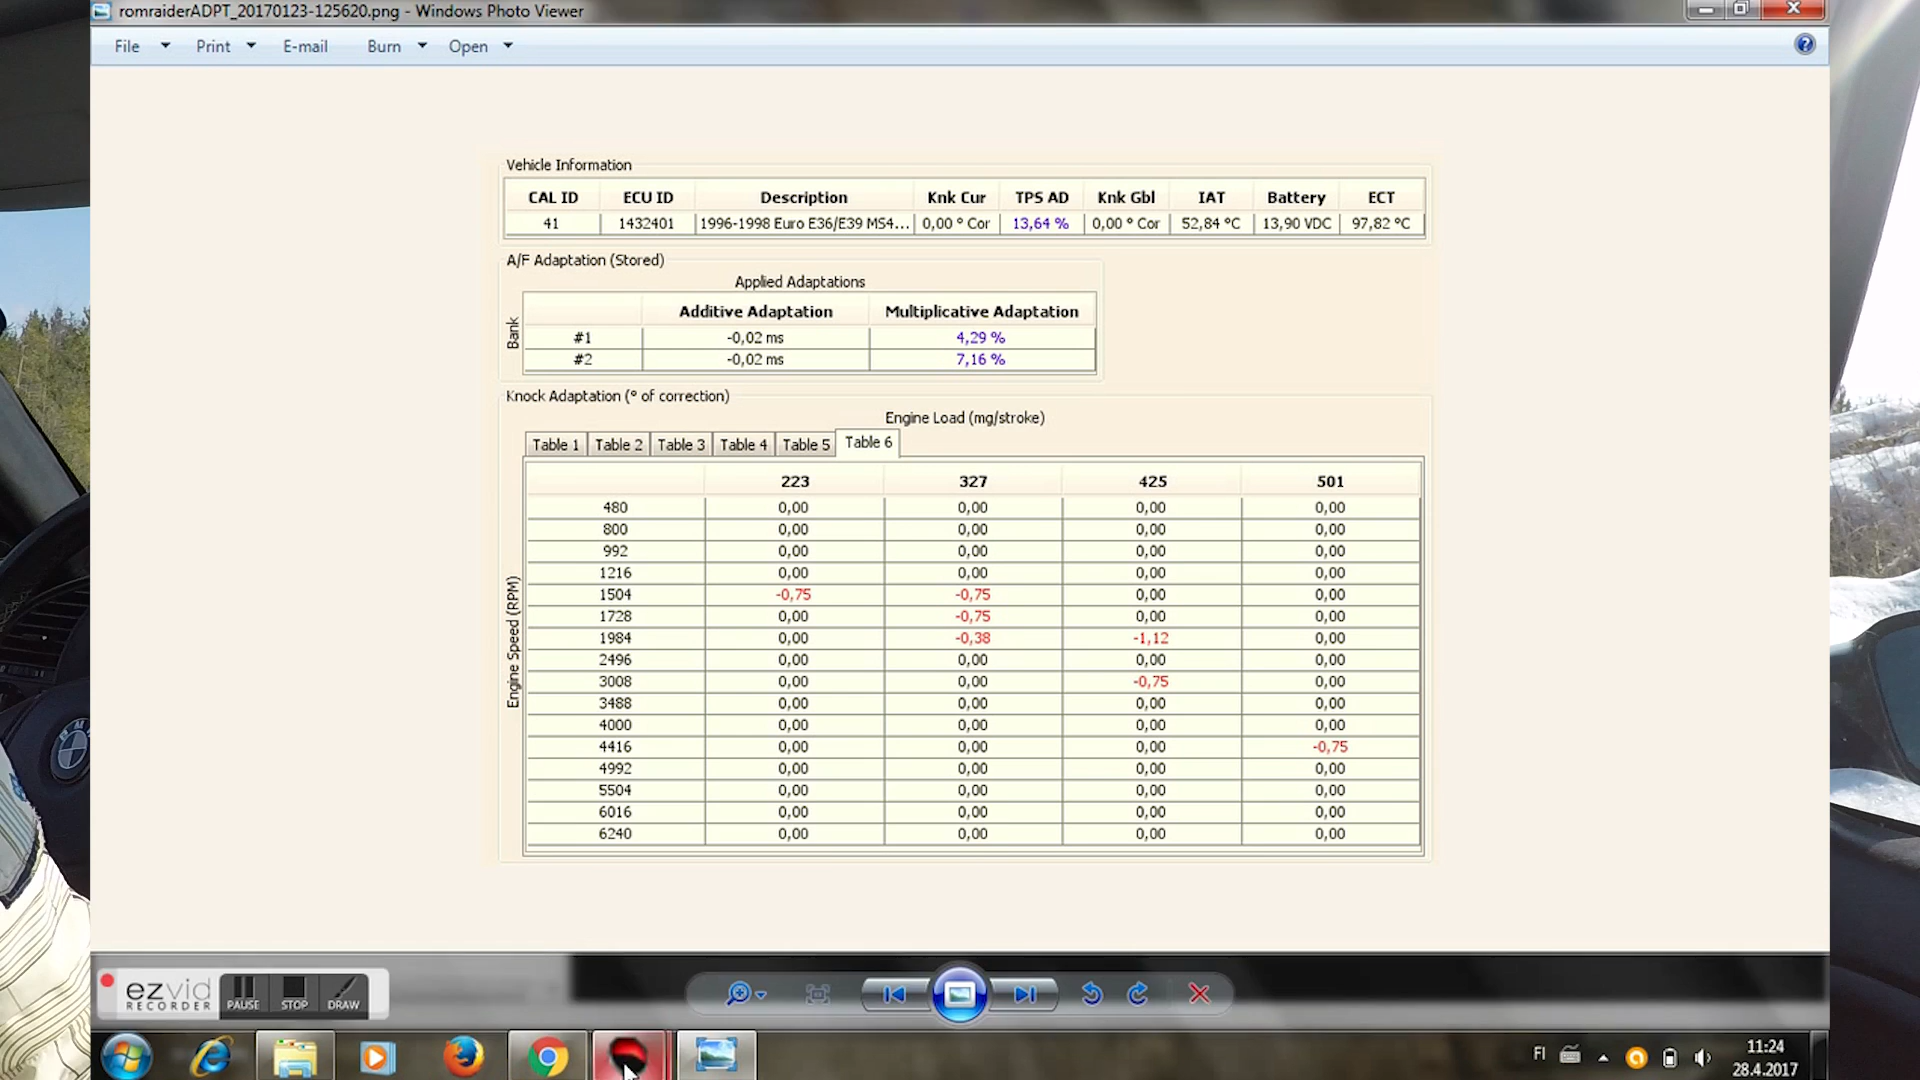 romraiderADPT_20170123-125620.png - Windows Photo Viewer
File Print E-mail Burn Open
Vehicle Information
CAL ID ECU ID Description Knk Cur TPS AD Knk Gbl IAT Battery ECT
41 1432401 1996-1998 Euro E36/E39 MS4... 0,00 ° Cor 13,64 % 0,00 ° Cor 52,84 °C 13,90 VDC 97,82 °C
A/F Adaptation (Stored)
Applied Adaptations
Bank
Additive Adaptation Multiplicative Adaptation
#1 -0,02 ms 4,29 %
#2 -0,02 ms 7,16 %
Knock Adaptation (° of correction)
Engine Load (mg/stroke)
Table 1 Table 2 Table 3 Table 4 Table 5 Table 6
Engine Speed (RPM)
223 327 425 501
480 0,00 0,00 0,00 0,00
800 0,00 0,00 0,00 0,00
992 0,00 0,00 0,00 0,00
1216 0,00 0,00 0,00 0,00
1504 -0,75 -0,75 0,00 0,00
1728 0,00 -0,75 0,00 0,00
1984 0,00 -0,38 -1,12 0,00
2496 0,00 0,00 0,00 0,00
3008 0,00 0,00 -0,75 0,00
3488 0,00 0,00 0,00 0,00
4000 0,00 0,00 0,00 0,00
4416 0,00 0,00 0,00 -0,75
4992 0,00 0,00 0,00 0,00
5504 0,00 0,00 0,00 0,00
6016 0,00 0,00 0,00 0,00
6240 0,00 0,00 0,00 0,00
ezvid
RECORDER
PAUSE STOP DRAW
FI
11:24
28.4.2017
BMW